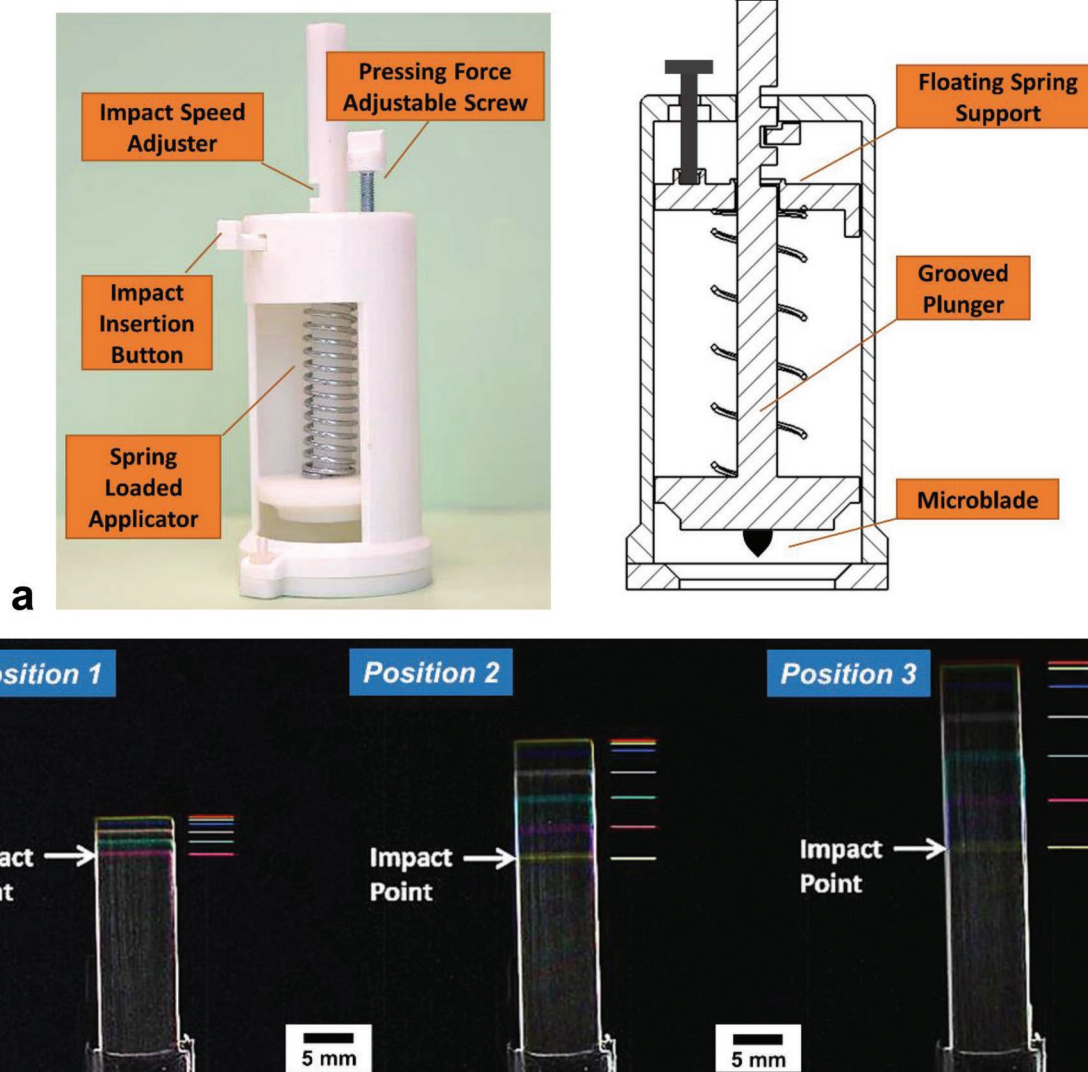 Pressing Force
Adjustable Screw
Impact Speed
Adjuster
Floating Spring
Support
Impact
Insertion
Button
Grooved
Plunger
Spring
Loaded
Applicator
Microblade
a
sition 1
Position 2
Position 3
act
nt
Impact
Point
Impact
Point
5 mm
5 mm